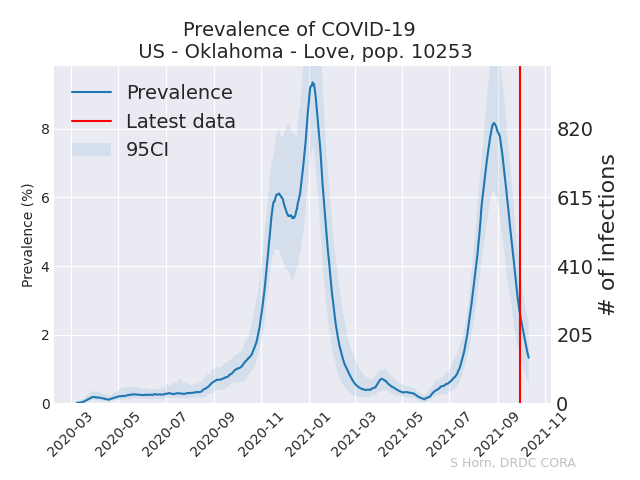 Prevalence of COVID-19
US - Oklahoma - Love, pop. 10253
Prevalence
Latest data
95CI
Prevalence (%)
8
6
4
2
0
820
615
410
205
0
# of infections
2020-03
2020-05
2020-07
2020-09
2020-11
2021-01
2021-03
2021-05
2021-07
2021-09
2021-11
S Horn, DRDC CORA